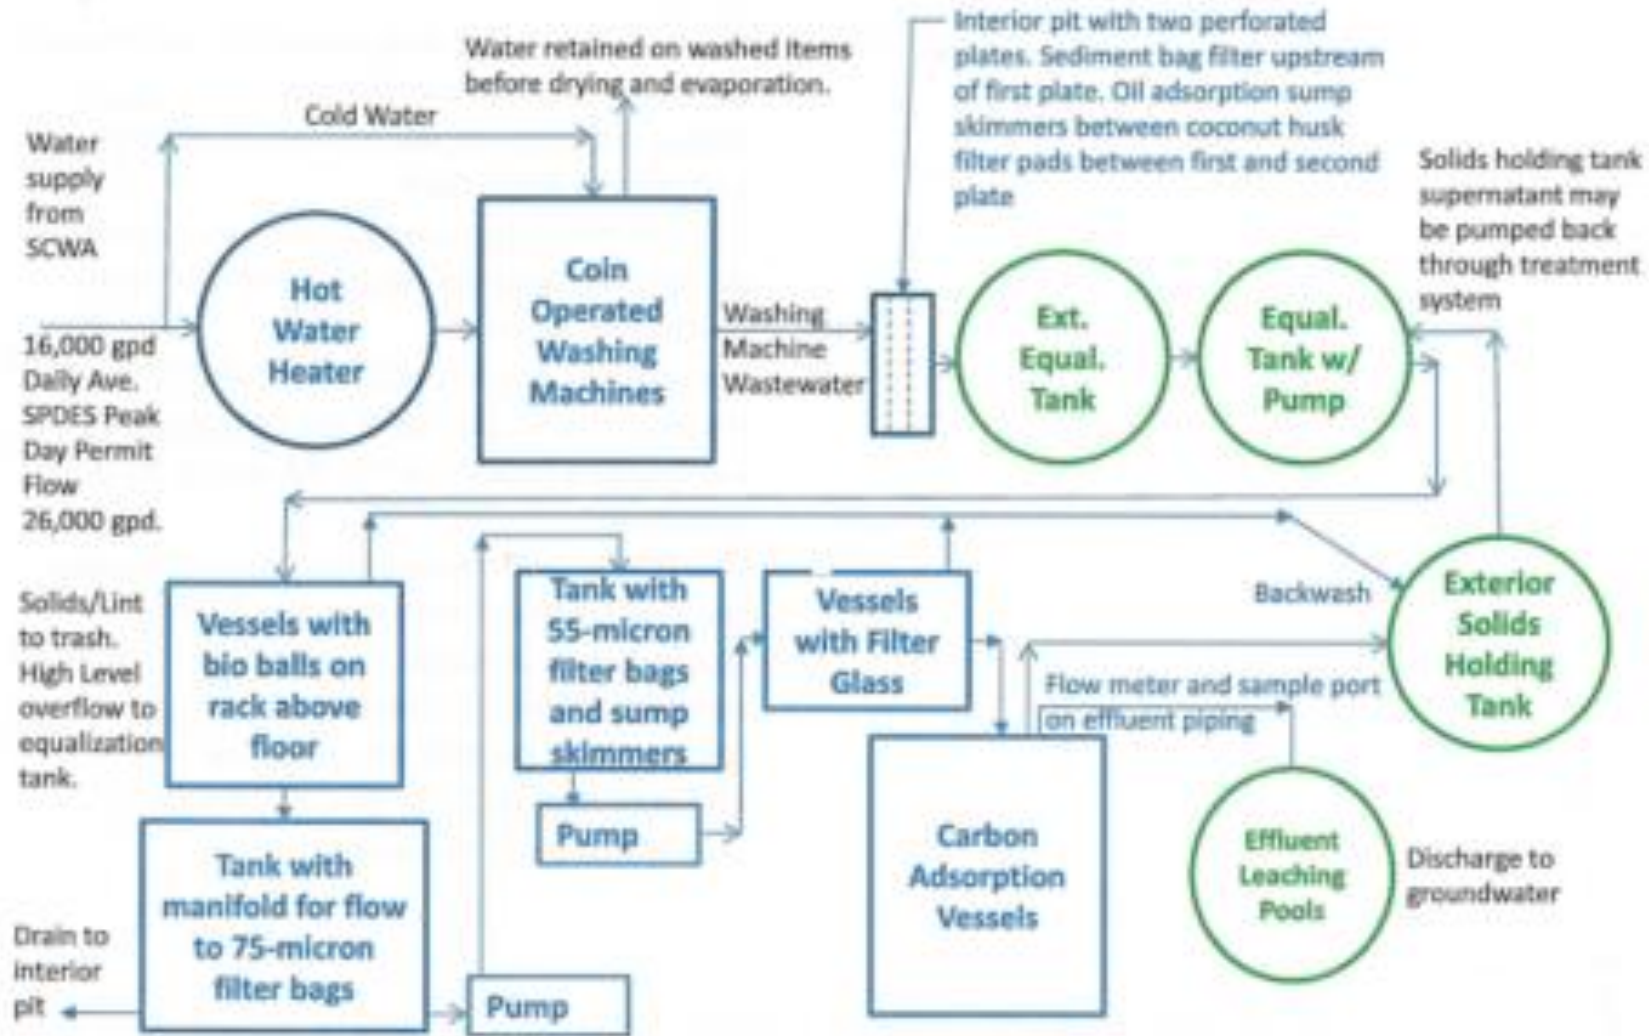 Water retained on washed items
before drying and evaporation.
Interior pit with two perforated
plates. Sediment bag filter upstream
of first plate. Oil adsorption sump
skimmers between coconut husk
filter pads between first and second
plate
Cold Water
Water
supply
from
SCWA
Solids holding tank
supernatant may
be pumped back
through treatment
system
Hot
Water
Heater
Coin
Operated
Washing
Machines
Washing
Machine
Wastewater
Ext.
Equal.
Tank
Equal.
Tank w/
Pump
16,000 gpd
Daily Ave.
SPDES Peak
Day Permit
Flow
26,000 gpd.
Solids/Lint
to trash.
High Level
overflow to
equalization
tank.
Vessels with
bio balls on
rack above
floor
Tank with
55-micron
filter bags
and sump
skimmers
Vessels
with Filter
Glass
Backwash
Exterior
Solids
Holding
Tank
Flow meter and sample port
on effluent piping
Pump
Tank with
manifold for flow
to 75-micron
filter bags
Carbon
Adsorption
Vessels
Effluent
Leaching
Pools
Discharge to
groundwater
Drain to
interior
pit
Pump